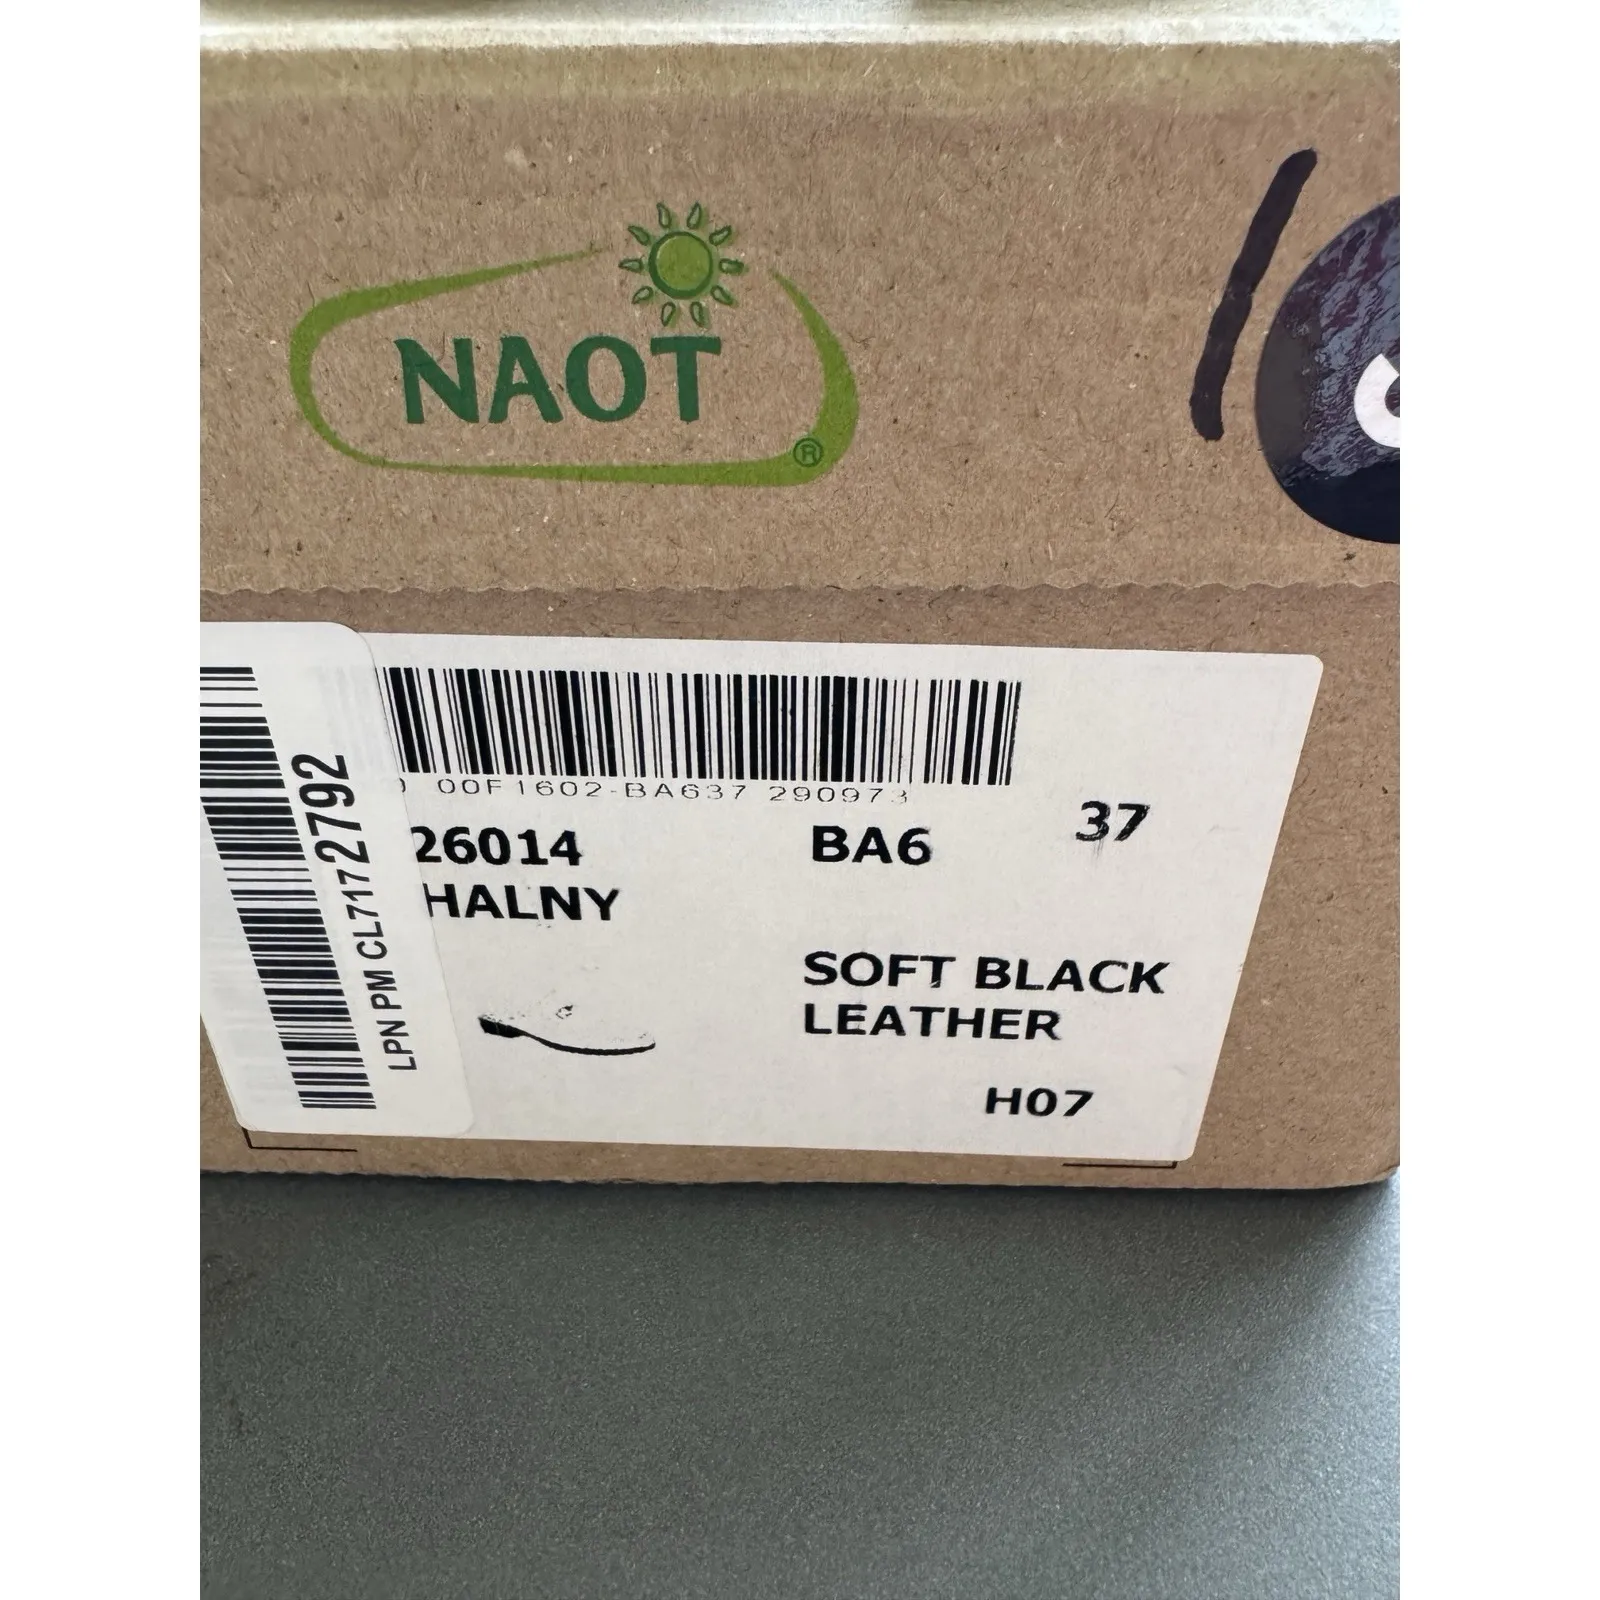 NAOT
®
00F1602-BA637 290973
26014 BA6 37
HALNY
SOFT BLACK
LEATHER
H07
LPN PM CL7172792